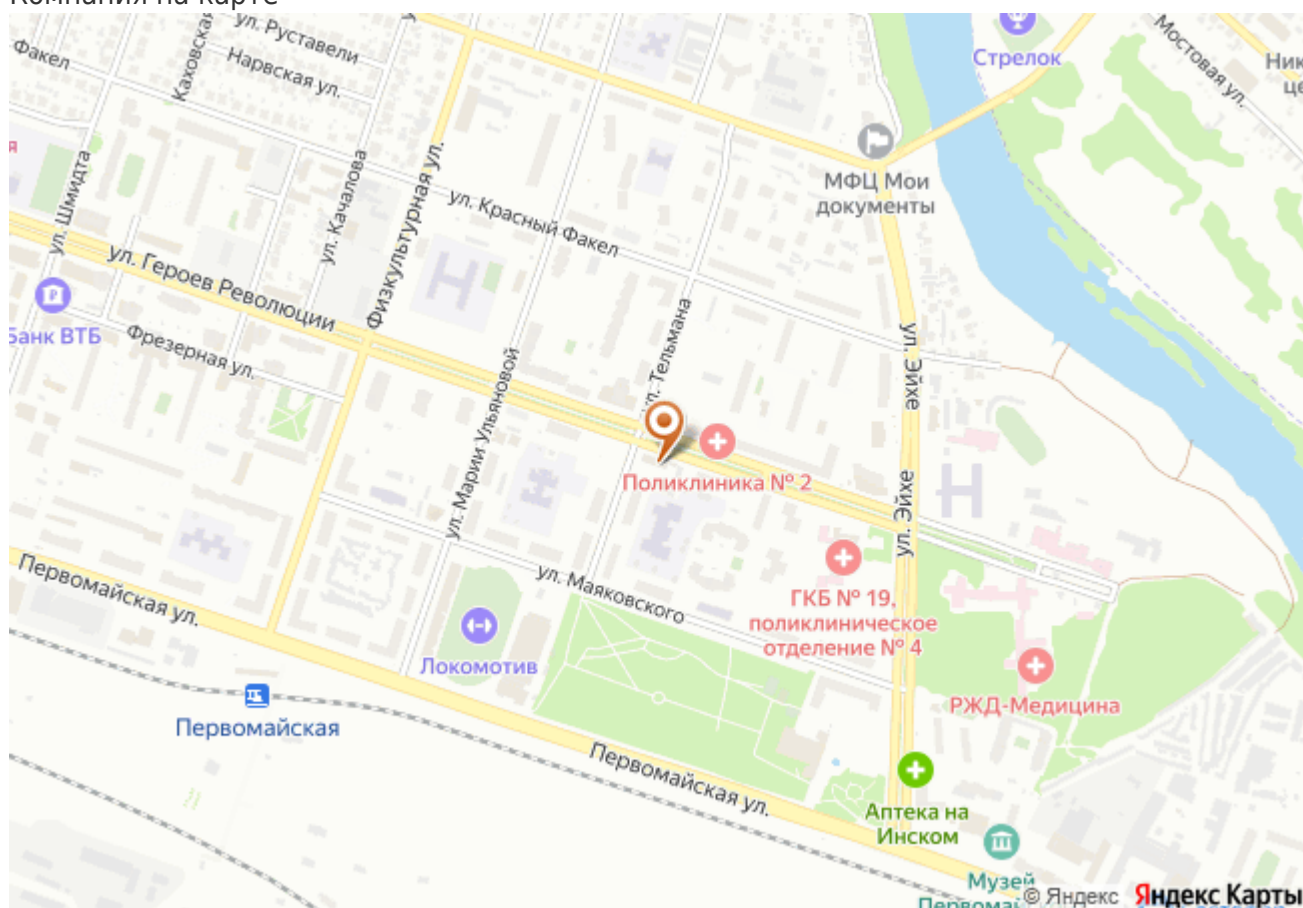 Компания на карте
ул. Руставели
Факел
Каховская
Нарвская ул.
Стрелок
Мостовая ул.
ул. Шмидта
ул. Качалова
Физкультурная ул.
МФЦ Мои
документы
ул. Красный Факел
ул. Героев Революции
Банк ВТБ
Фрезерная ул.
ул. Тельмана
ул. Эйхе
ул. Марии Ульяновой
Поликлиника № 2
ул. Эйхе
Первомайская ул.
ул. Маяковского
ГКБ № 19,
поликлиническое
отделение № 4
Локомотив
РЖД-Медицина
Первомайская
Первомайская ул.
Аптека на
Инском
Музей
© Яндекс Яндекс Карты